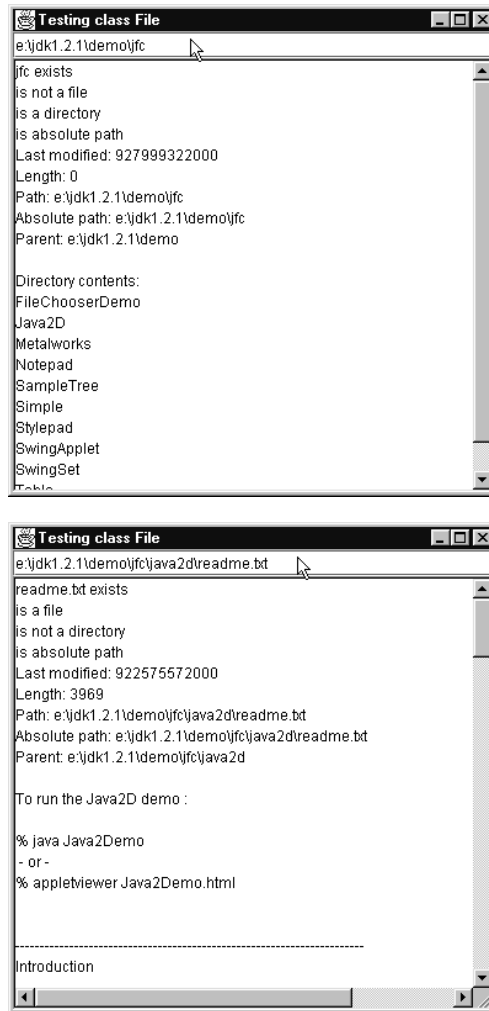 Testing class File
e:\jdk1.2.1\demo\jfc
jfc exists
is not a file
is a directory
is absolute path
Last modified: 927999322000
Length: 0
Path: e:\jdk1.2.1\demo\jfc
Absolute path: e:\jdk1.2.1\demo\jfc
Parent: e:\jdk1.2.1\demo
Directory contents:
FileChooserDemo
Java2D
Metalworks
Notepad
SampleTree
Simple
Stylepad
SwingApplet
SwingSet
Table
Testing class File
e:\jdk1.2.1\demo\jfc\java2d\readme.txt
readme.txt exists
is a file
is not a directory
is absolute path
Last modified: 922575572000
Length: 3969
Path: e:\jdk1.2.1\demo\jfc\java2d\readme.txt
Absolute path: e:\jdk1.2.1\demo\jfc\java2d\readme.txt
Parent: e:\jdk1.2.1\demo\jfc\java2d
To run the Java2D demo :
% java Java2Demo
- or -
% appletviewer Java2Demo.html
-----------------------------------------------------------------------
Introduction